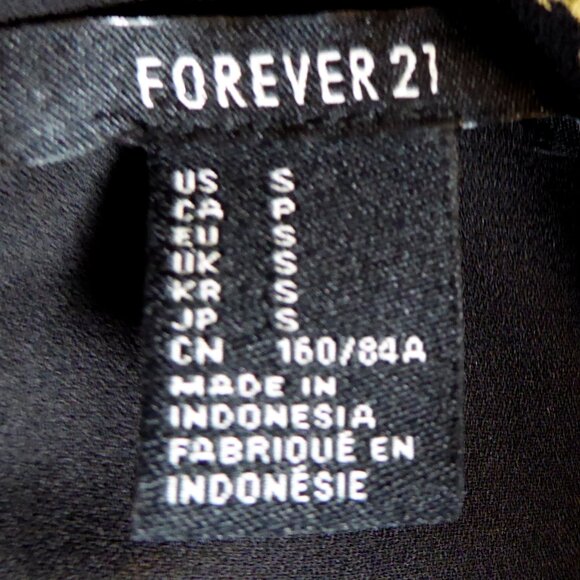 FOREVER 21
US S
CA P
EU S
UK S
KR S
JP S
CN 160/84A
MADE IN
INDONESIA
FABRIQUÉ EN
INDONÉSIE